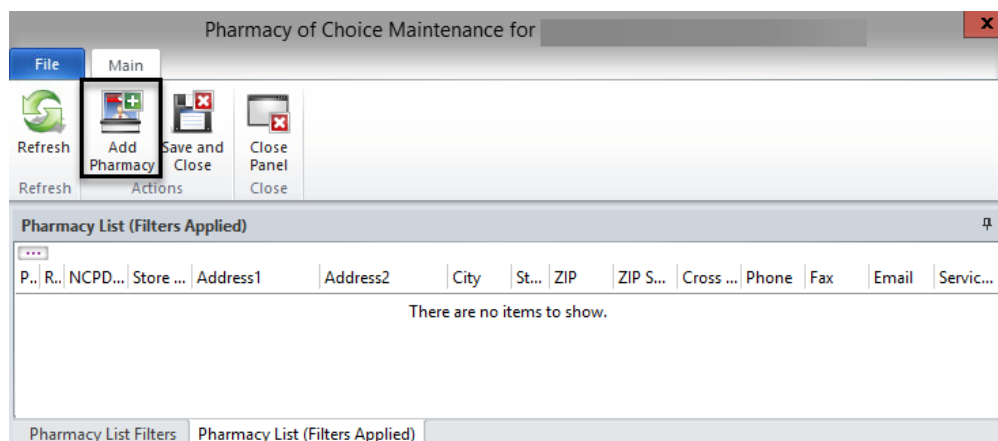 Pharmacy of Choice Maintenance for
x
File Main
Refresh Add Pharmacy Save and Close Close Panel
Refresh Actions Close
Pharmacy List (Filters Applied)
...
P.. R.. NCPD... Store ... Address1 Address2 City St... ZIP ZIP S... Cross ... Phone Fax Email Servic...
There are no items to show.
Pharmacy List Filters Pharmacy List (Filters Applied)